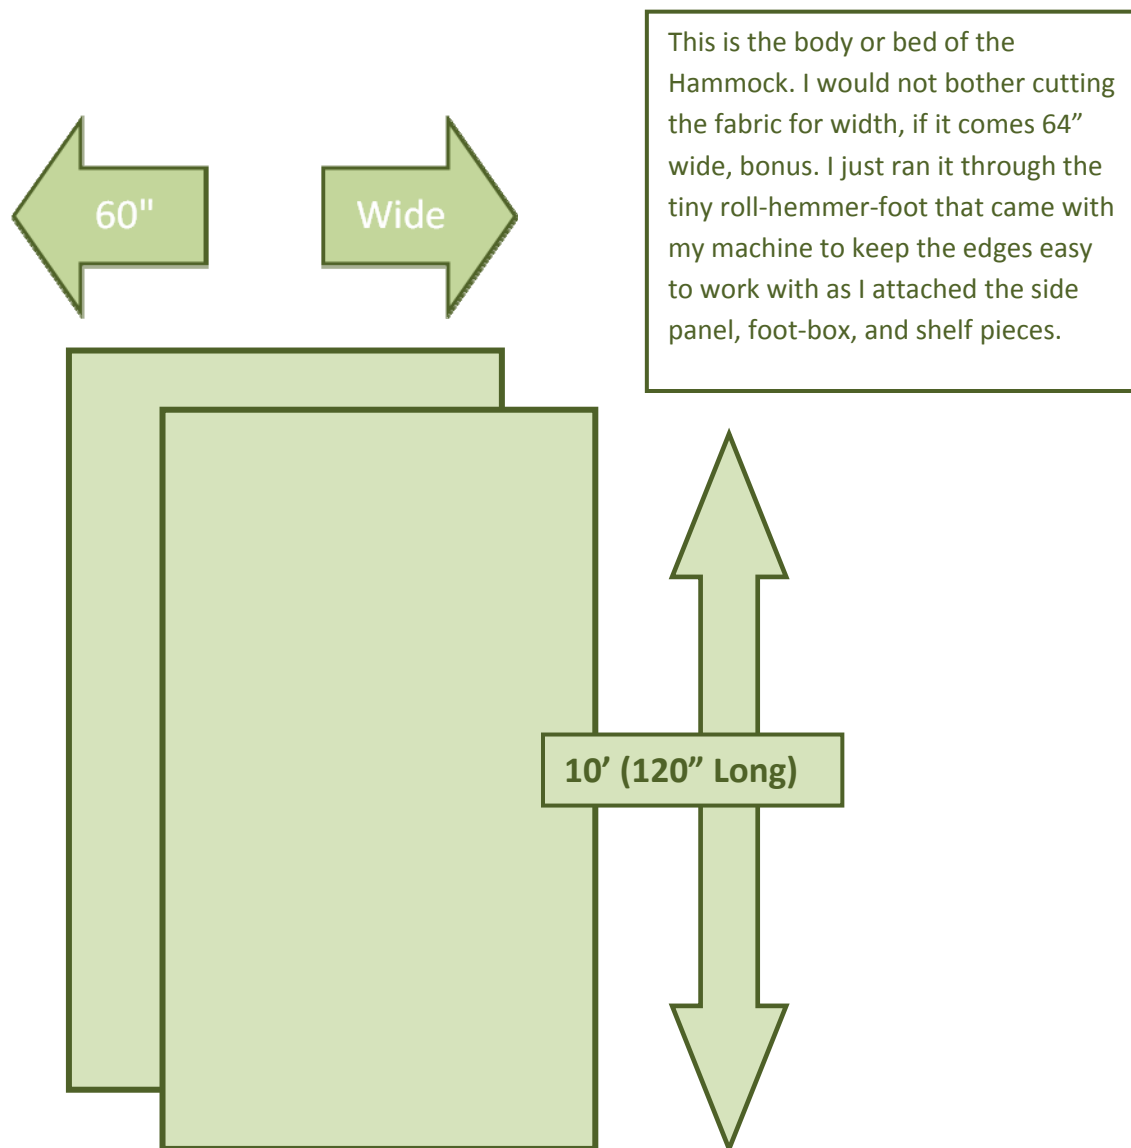 This is the body or bed of the
Hammock. I would not bother cutting
the fabric for width, if it comes 64”
wide, bonus. I just ran it through the
tiny roll-hemmer-foot that came with
my machine to keep the edges easy
to work with as I attached the side
panel, foot-box, and shelf pieces.
60" Wide
10’ (120” Long)